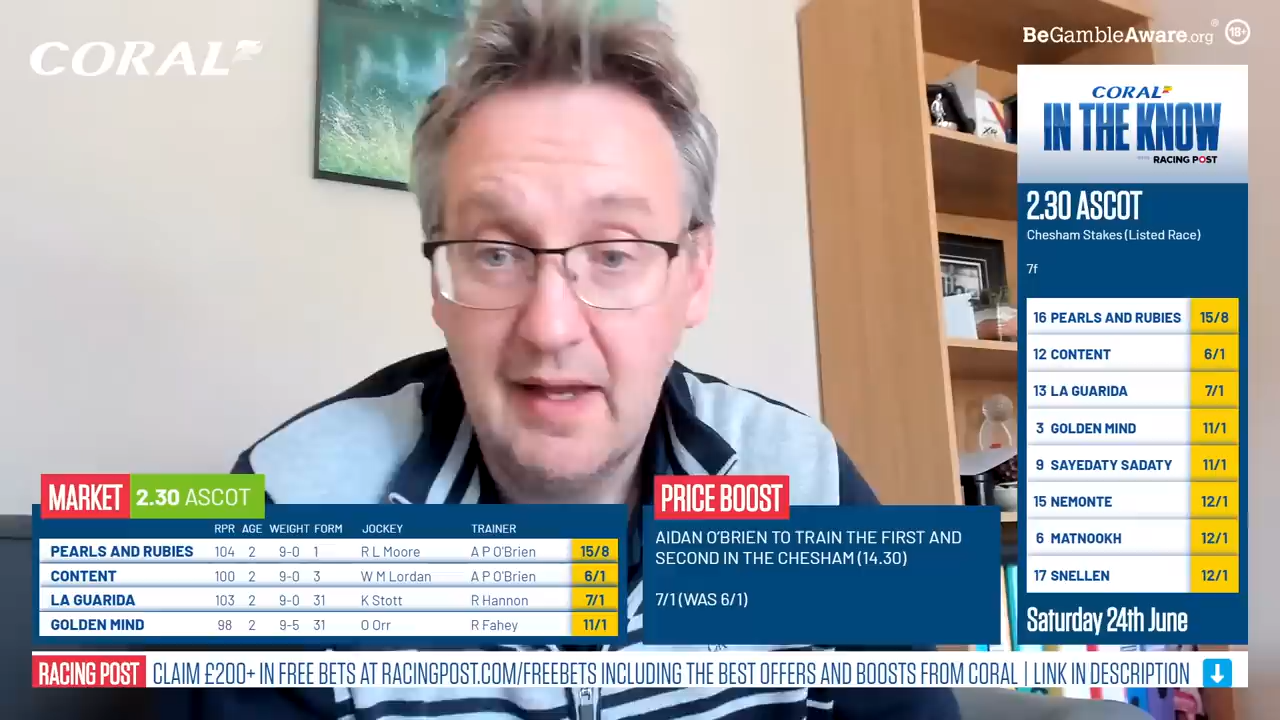 CORAL
BeGambleAware.org® 18+
CORAL
IN THE KNOW
WITH RACING POST
2.30 ASCOT
Chesham Stakes (Listed Race)
7f
16 PEARLS AND RUBIES 15/8
12 CONTENT 6/1
13 LA GUARIDA 7/1
3 GOLDEN MIND 11/1
9 SAYEDATY SADATY 11/1
15 NEMONTE 12/1
6 MATNOOKH 12/1
17 SNELLEN 12/1
Saturday 24th June
MARKET 2.30 ASCOT
RPR AGE WEIGHT FORM JOCKEY TRAINER
PEARLS AND RUBIES 104 2 9-0 1 R L Moore A P O'Brien 15/8
CONTENT 100 2 9-0 3 W M Lordan A P O'Brien 6/1
LA GUARIDA 103 2 9-0 31 K Stott R Hannon 7/1
GOLDEN MIND 98 2 9-5 31 O Orr R Fahey 11/1
PRICE BOOST
AIDAN O'BRIEN TO TRAIN THE FIRST AND
SECOND IN THE CHESHAM (14.30)
7/1 (WAS 6/1)
RACING POST CLAIM £200+ IN FREE BETS AT RACINGPOST.COM/FREEBETS INCLUDING THE BEST OFFERS AND BOOSTS FROM CORAL | LINK IN DESCRIPTION